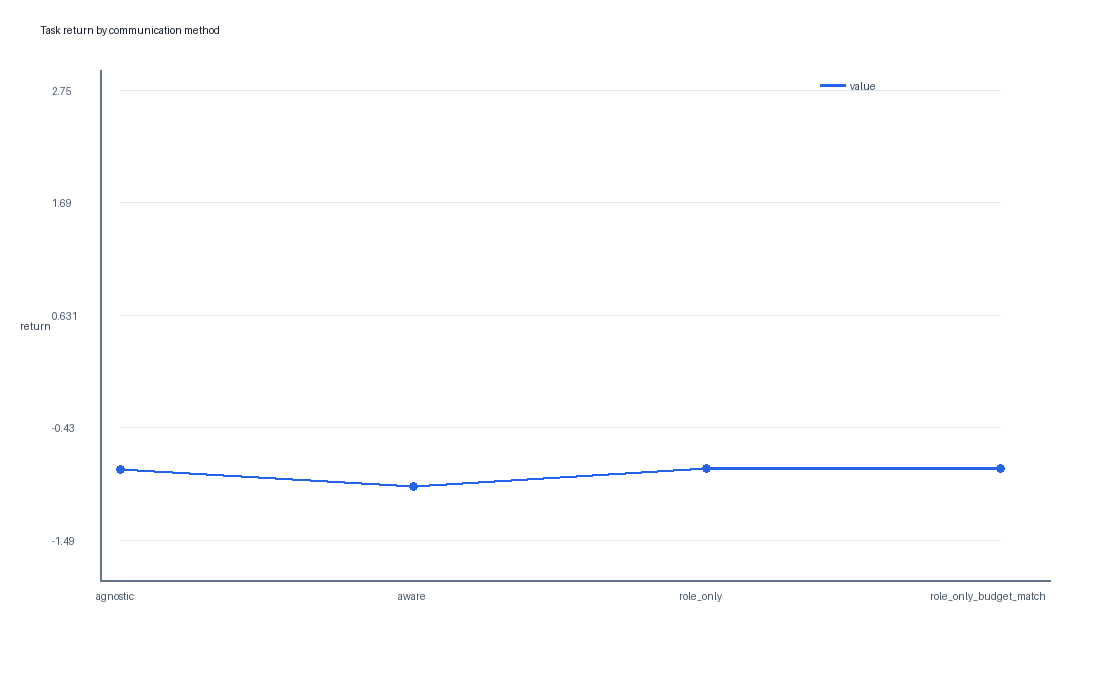 Task return by communication method
value
2.75
1.69
0.631
return
-0.43
-1.49
agnostic
aware
role_only
role_only_budget_match